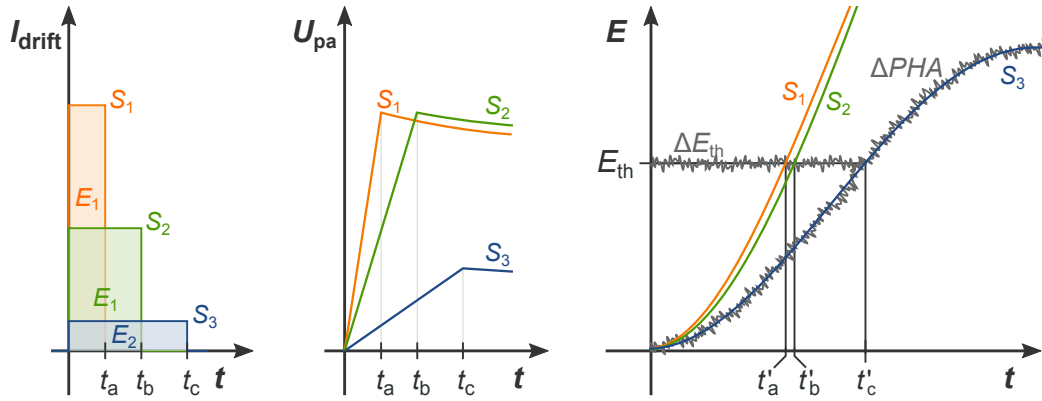 I_drift
S_1
E_1
S_2
E_1
S_3
E_2
t_a
t_b
t_c
t
U_pa
S_1
S_2
S_3
t_a
t_b
t_c
t
E
ΔPHA
S_1
S_2
S_3
ΔE_th
E_th
t'_a
t'_b
t'_c
t